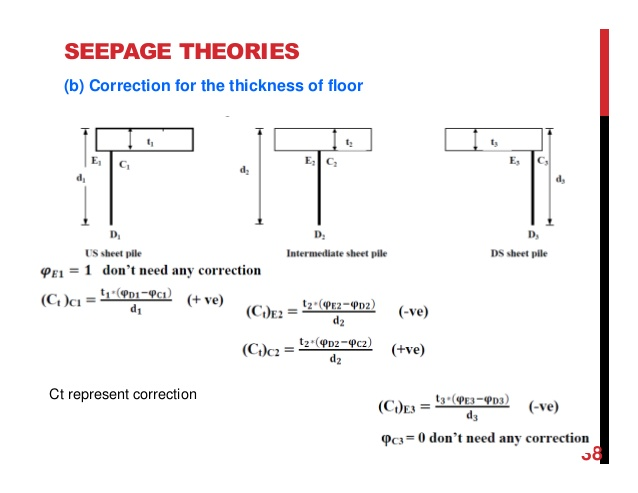 SEEPAGE THEORIES
(b) Correction for the thickness of floor
t₁ t₂ t₃
E₁ C₁ E₂ C₂ E₃ C₃
d₁ d₂ d₃
D₁ D₂ D₃
US sheet pile Intermediate sheet pile DS sheet pile
φE1 = 1 don't need any correction
(Cₜ)C1 = t₁*(φD1−φC1)/d₁ (+ ve)
(Cₜ)E2 = t₂*(φE2−φD2)/d₂ (-ve)
(Cₜ)C2 = t₂*(φD2−φC2)/d₂ (+ve)
Ct represent correction
(Cₜ)E3 = t₃*(φE3−φD3)/d₃ (-ve)
φC3 = 0 don't need any correction